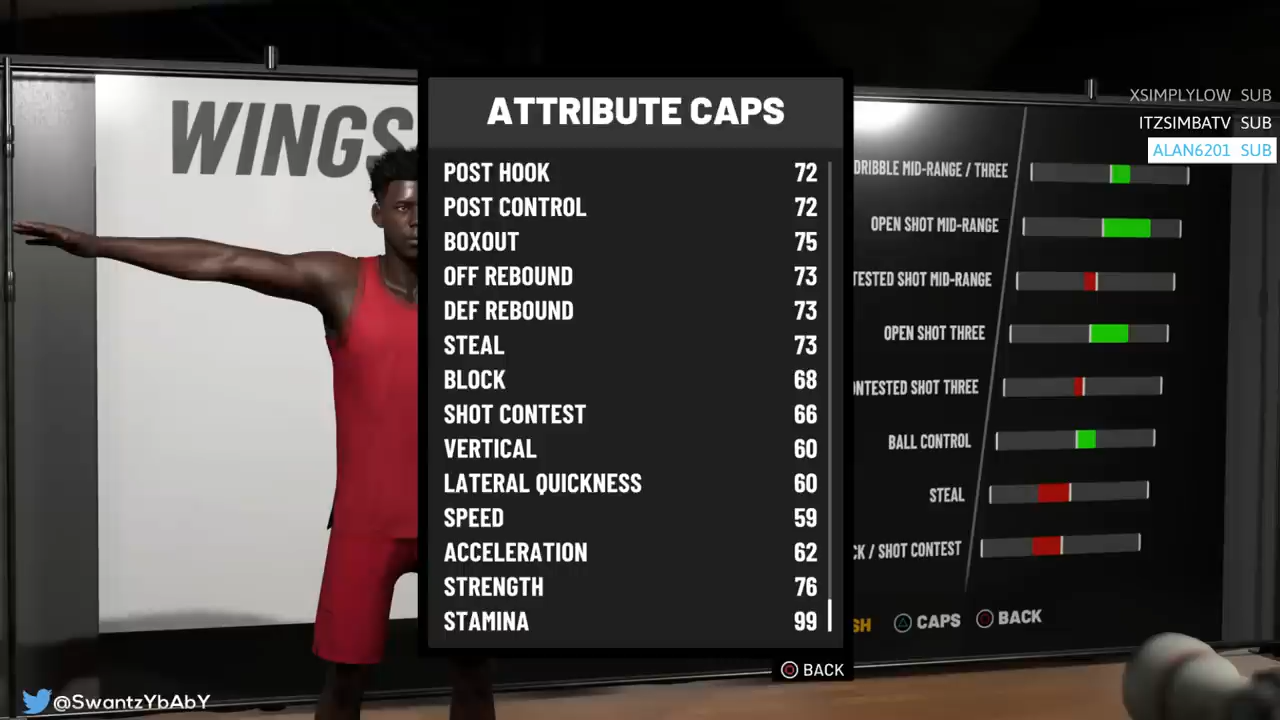 WINGS
ATTRIBUTE CAPS
POST HOOK 72
POST CONTROL 72
BOXOUT 75
OFF REBOUND 73
DEF REBOUND 73
STEAL 73
BLOCK 68
SHOT CONTEST 66
VERTICAL 60
LATERAL QUICKNESS 60
SPEED 59
ACCELERATION 62
STRENGTH 76
STAMINA 99
BACK
XSIMPLYLOW SUB
ITZSIMBATV SUB
ALAN6201 SUB
DRIBBLE MID-RANGE / THREE
OPEN SHOT MID-RANGE
TESTED SHOT MID-RANGE
OPEN SHOT THREE
ONTESTED SHOT THREE
BALL CONTROL
STEAL
CK / SHOT CONTEST
SH CAPS BACK
@SwantzYbAbY